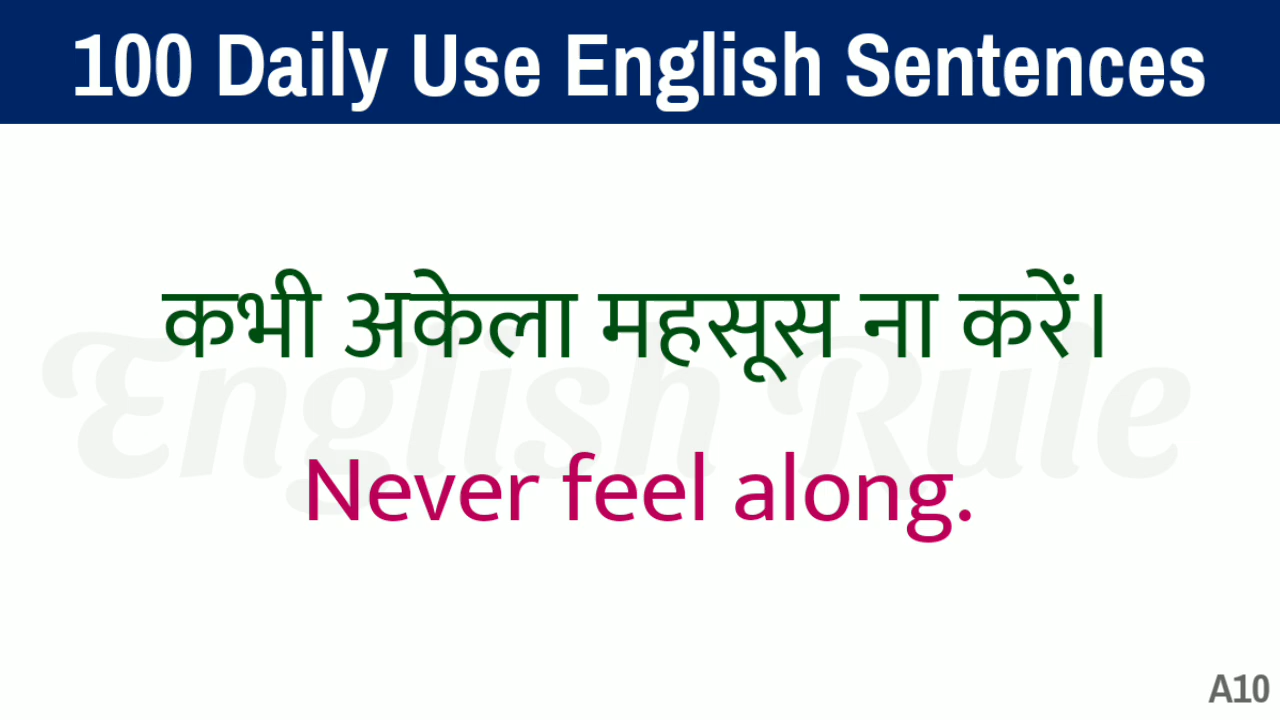 100 Daily Use English Sentences
कभी अकेला महसूस ना करें।
English Rule
Never feel along.
A10